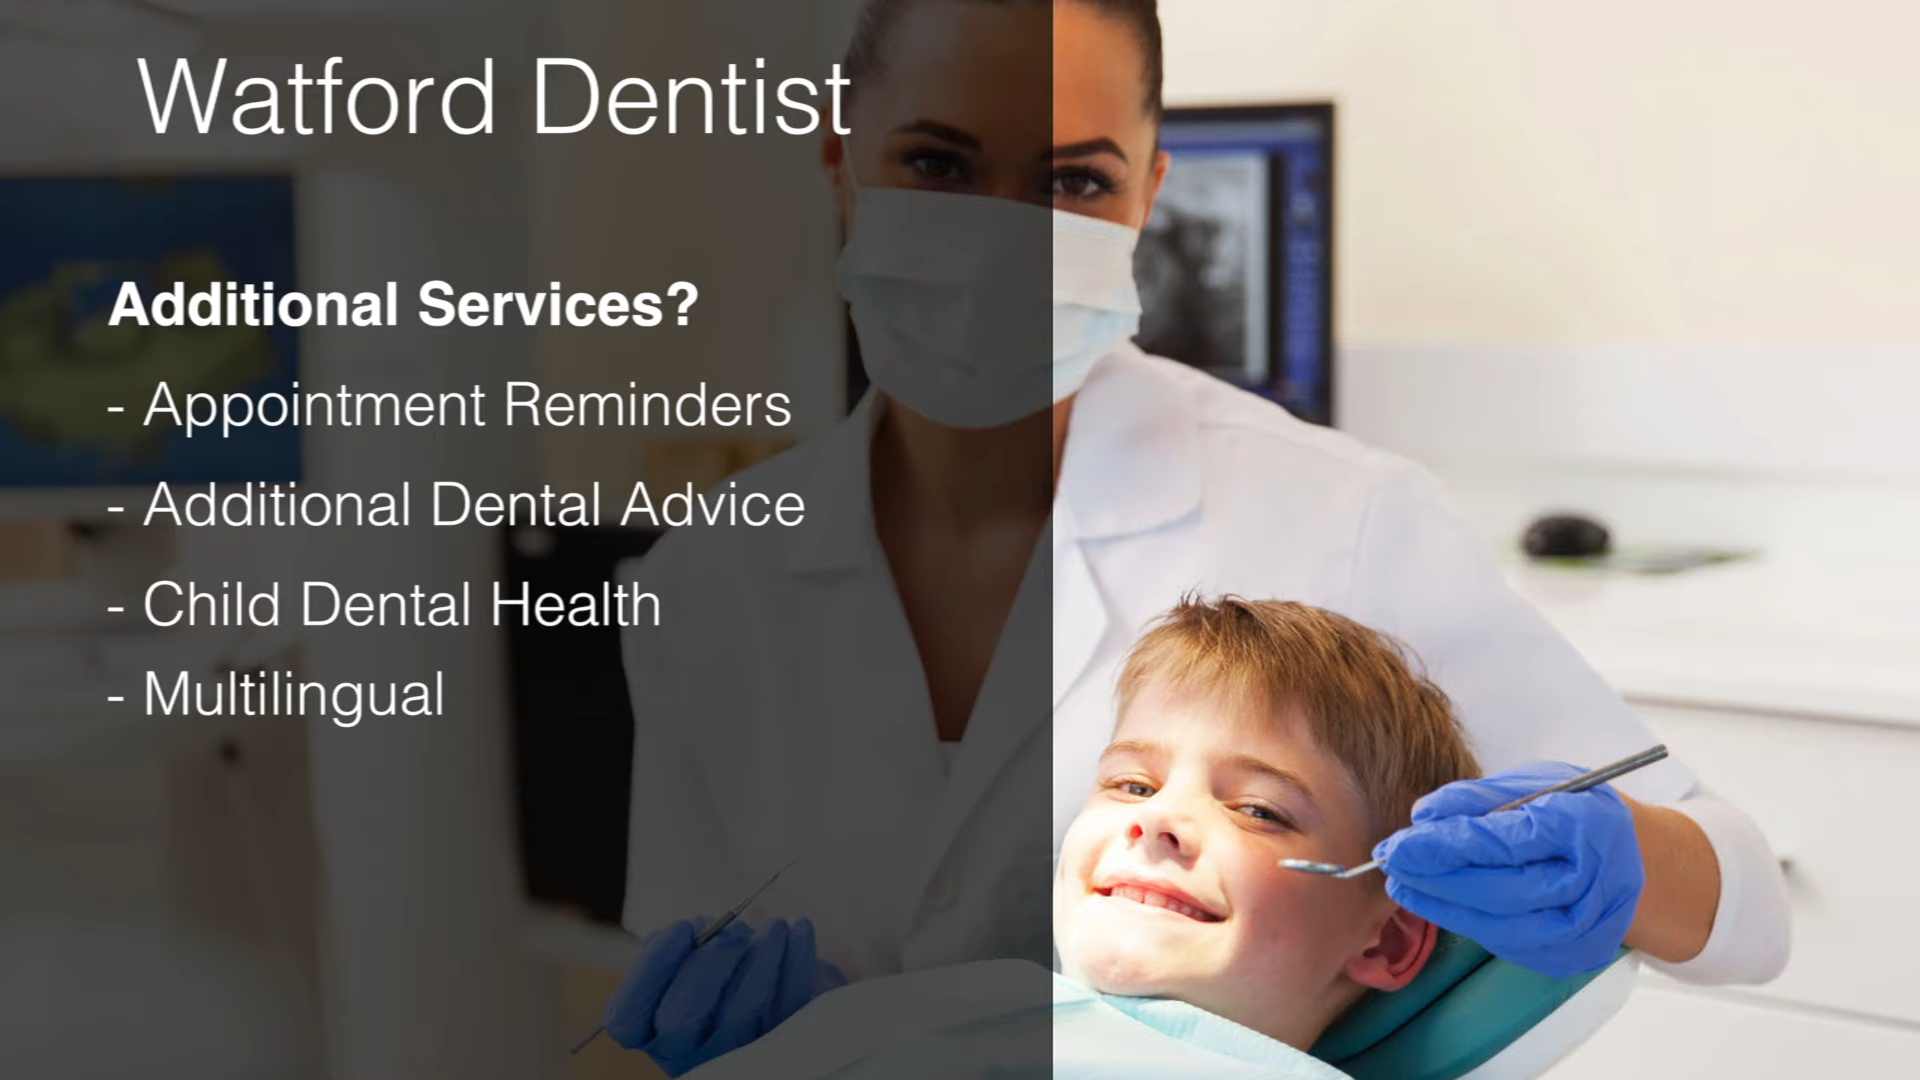 Watford Dentist
Additional Services?
- Appointment Reminders
- Additional Dental Advice
- Child Dental Health
- Multilingual